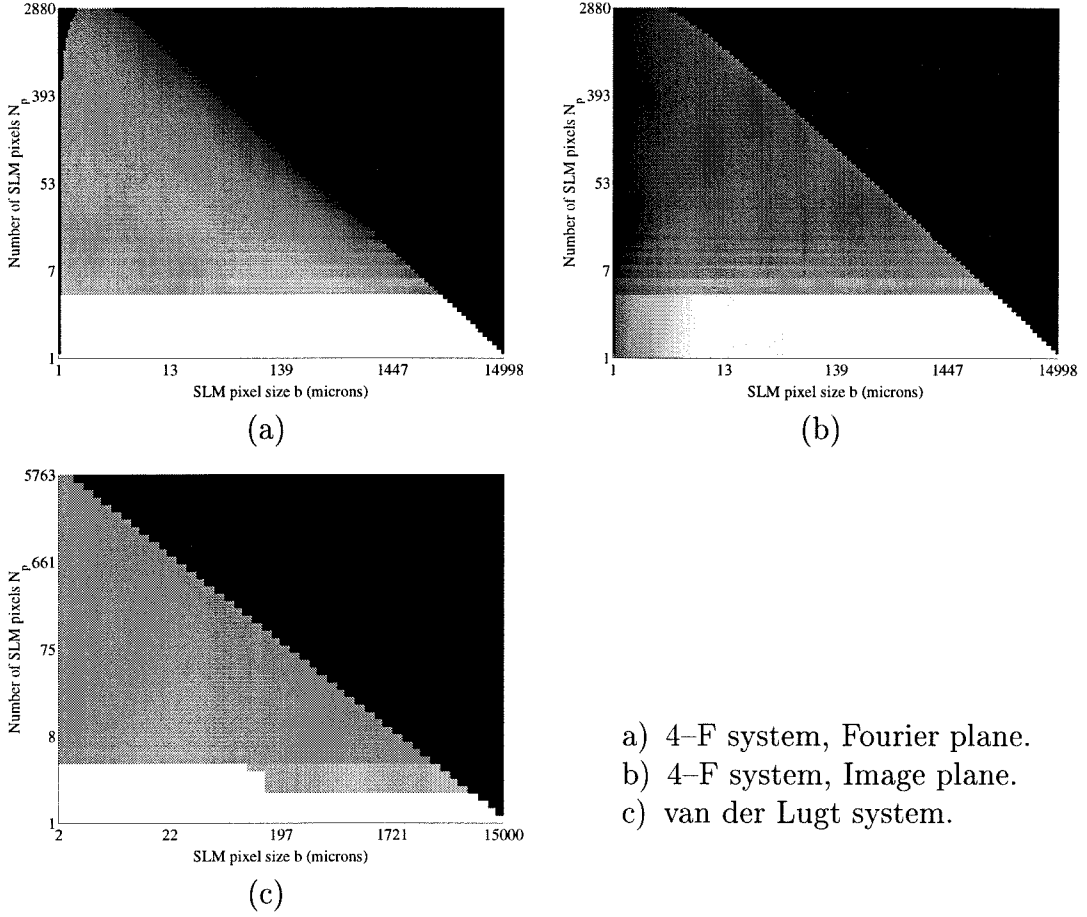 2880
393
53
7
1
Number of SLM pixels N_p
1 13 139 1447 14998
SLM pixel size b (microns)
(a)
2880
393
53
7
1
Number of SLM pixels N_p
1 13 139 1447 14998
SLM pixel size b (microns)
(b)
5763
661
75
8
1
Number of SLM pixels N_p
2 22 197 1721 15000
SLM pixel size b (microns)
(c)
a) 4–F system, Fourier plane.
b) 4–F system, Image plane.
c) van der Lugt system.